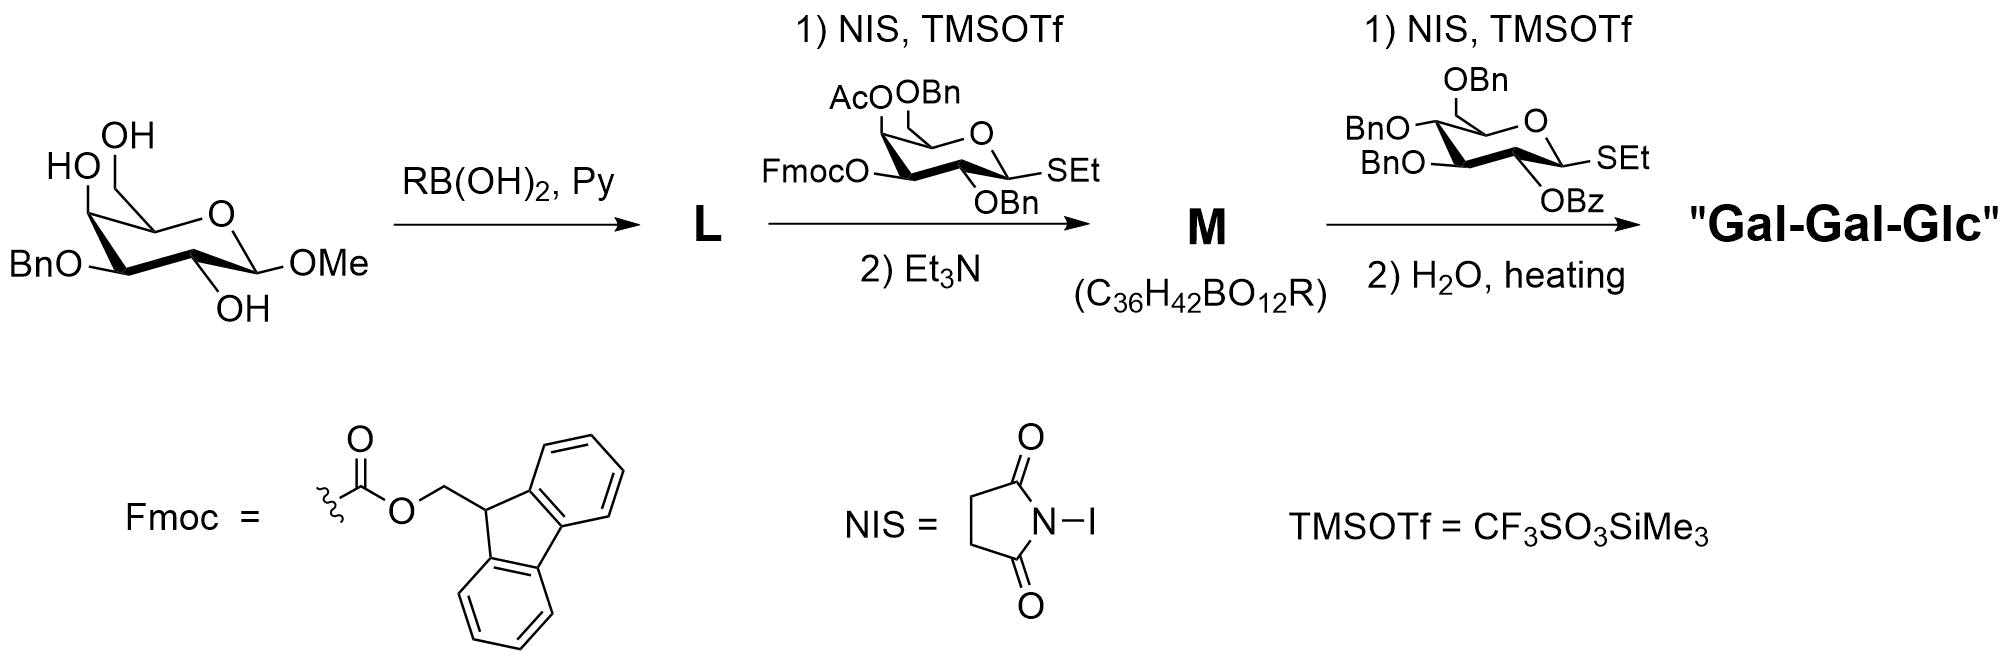 1) NIS, TMSOTf
AcO
OBn
O
FmocO
SEt
OBn
2) Et₃N
1) NIS, TMSOTf
OBn
BnO
O
BnO
SEt
OBz
2) H₂O, heating
OH
HO
O
BnO
OMe
OH
RB(OH)₂, Py
L
M
(C₃₆H₄₂BO₁₂R)
"Gal-Gal-Glc"
Fmoc =
O
O
NIS =
O
N–I
O
TMSOTf = CF₃SO₃SiMe₃